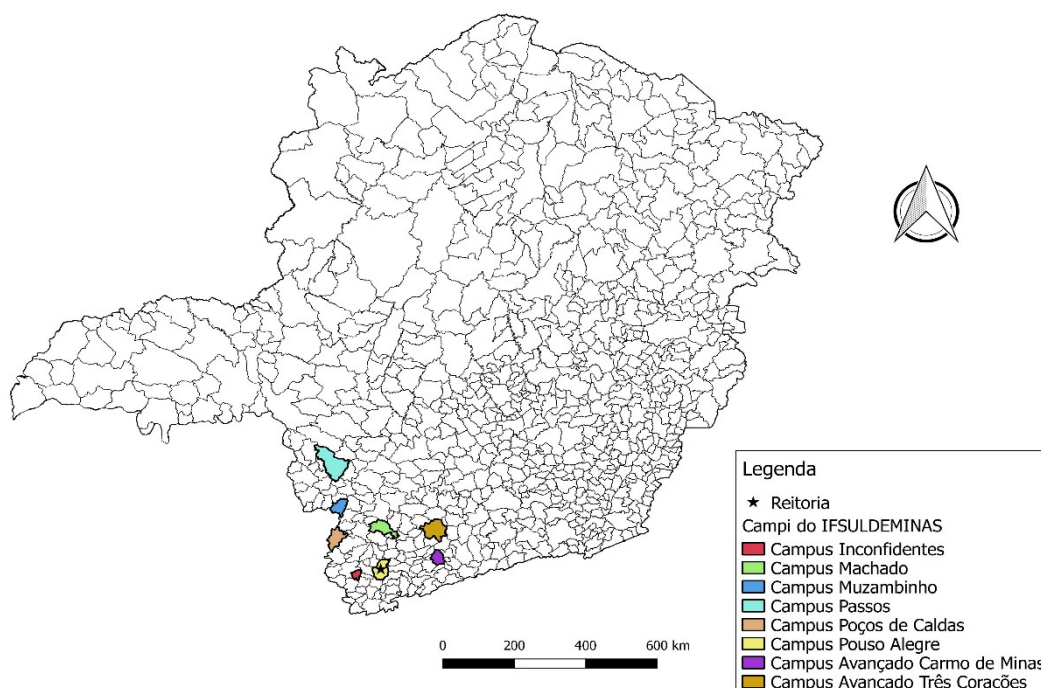 Legenda
★ Reitoria
Campi do IFSULDEMINAS
Campus Inconfidentes
Campus Machado
Campus Muzambinho
Campus Passos
Campus Poços de Caldas
Campus Pouso Alegre
Campus Avançado Carmo de Minas
Campus Avançado Três Corações
0 200 400 600 km